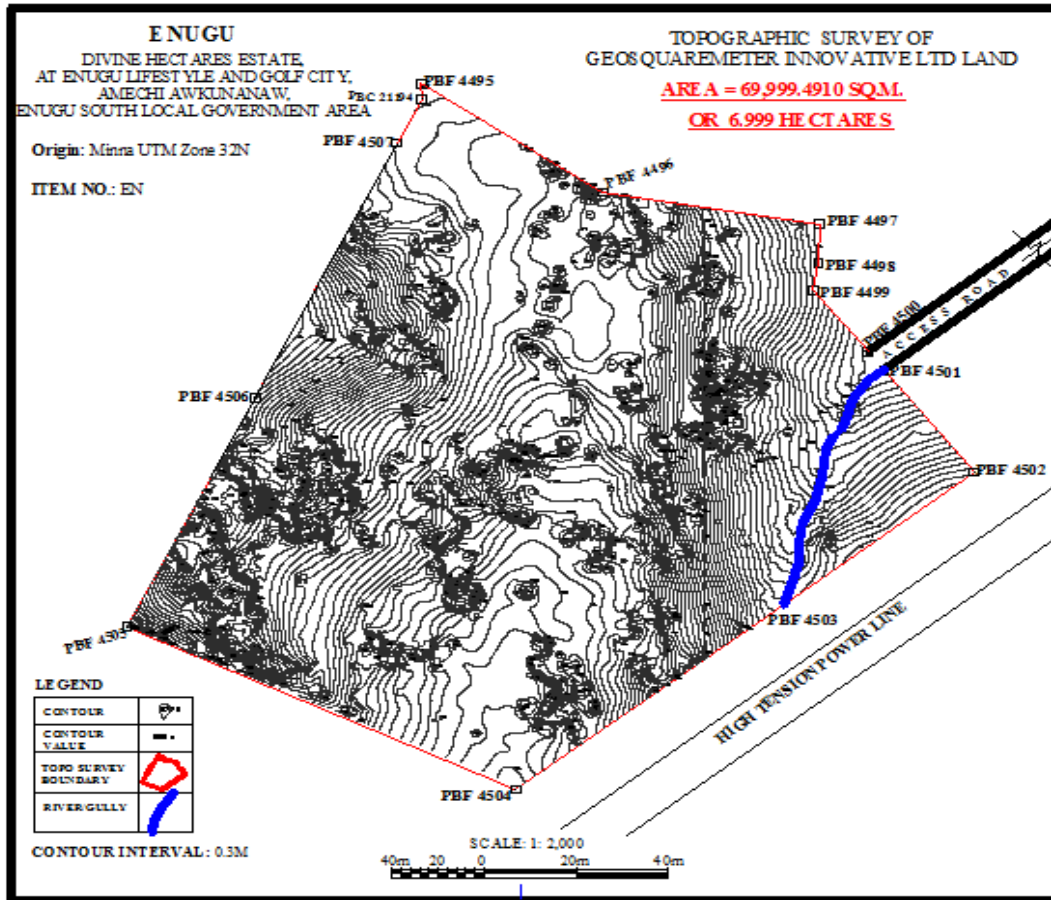 ENUGU
DIVINE HECTARES ESTATE,
AT ENUGU LIFESTYLE AND GOLF CITY,
AMECHI AWKUNANAW,
ENUGU SOUTH LOCAL GOVERNMENT AREA
Origin: Minna UTM Zone 32N
ITEM NO.: EN
TOPOGRAPHIC SURVEY OF
GEOSQUAREMETER INNOVATIVE LTD LAND
AREA = 69,999.4910 SQ.M.
OR 6.999 HECTARES
PBF 4495
PBC 21194
PBF 4507
PBF 4496
PBF 4497
PBF 4498
PBF 4499
PBF 4500
ACCESS ROAD
PBF 4501
PBF 4506
PBF 4502
PBF 4503
PBF 4505
PBF 4504
HIGH TENSION POWER LINE
LEGEND
CONTOUR
CONTOUR
VALUE
TOPO SURVEY
BOUNDARY
RIVER/GULLY
CONTOUR INTERVAL: 0.3M
SCALE: 1: 2,000
40m 20 0 20m 40m